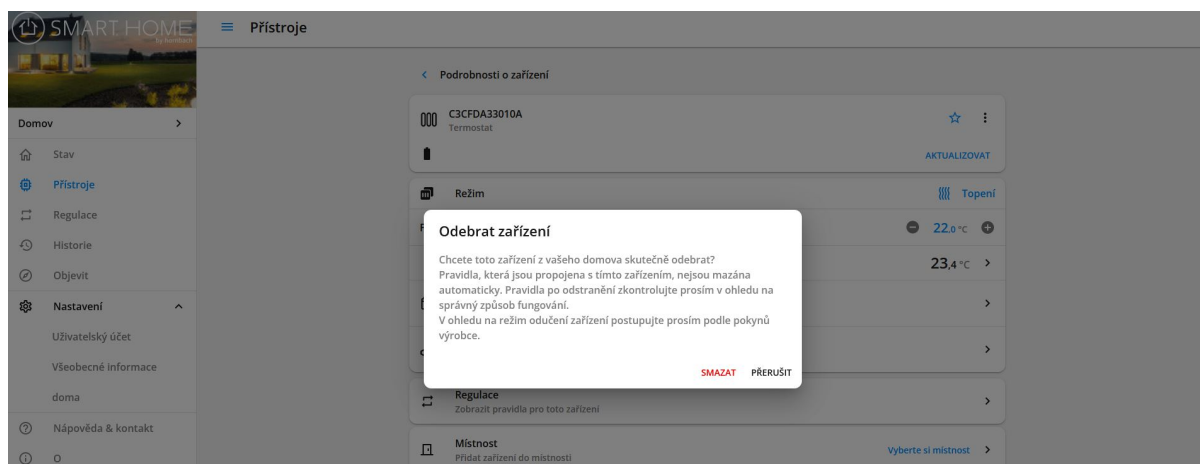 SMART HOME
by hornbach
Přístroje
Podrobnosti o zařízení
Domov
C3CFDA33010A
Termostat
Stav
AKTUALIZOVAT
Přístroje
Režim
Topení
Regulace
22.0 °C
Historie
23,4 °C
Objevit
Nastavení
Uživatelský účet
Všeobecné informace
doma
Nápověda & kontakt
O
Odebrat zařízení
Chcete toto zařízení z vašeho domova skutečně odebrat?
Pravidla, která jsou propojena s tímto zařízením, nejsou mazána
automaticky. Pravidla po odstranění zkontrolujte prosím v ohledu na
správný způsob fungování.
V ohledu na režim odučení zařízení postupujte prosím podle pokynů
výrobce.
SMAZAT PŘERUŠIT
Regulace
Zobrazit pravidla pro toto zařízení
Místnost
Přidat zařízení do místnosti
Vyberte si místnost